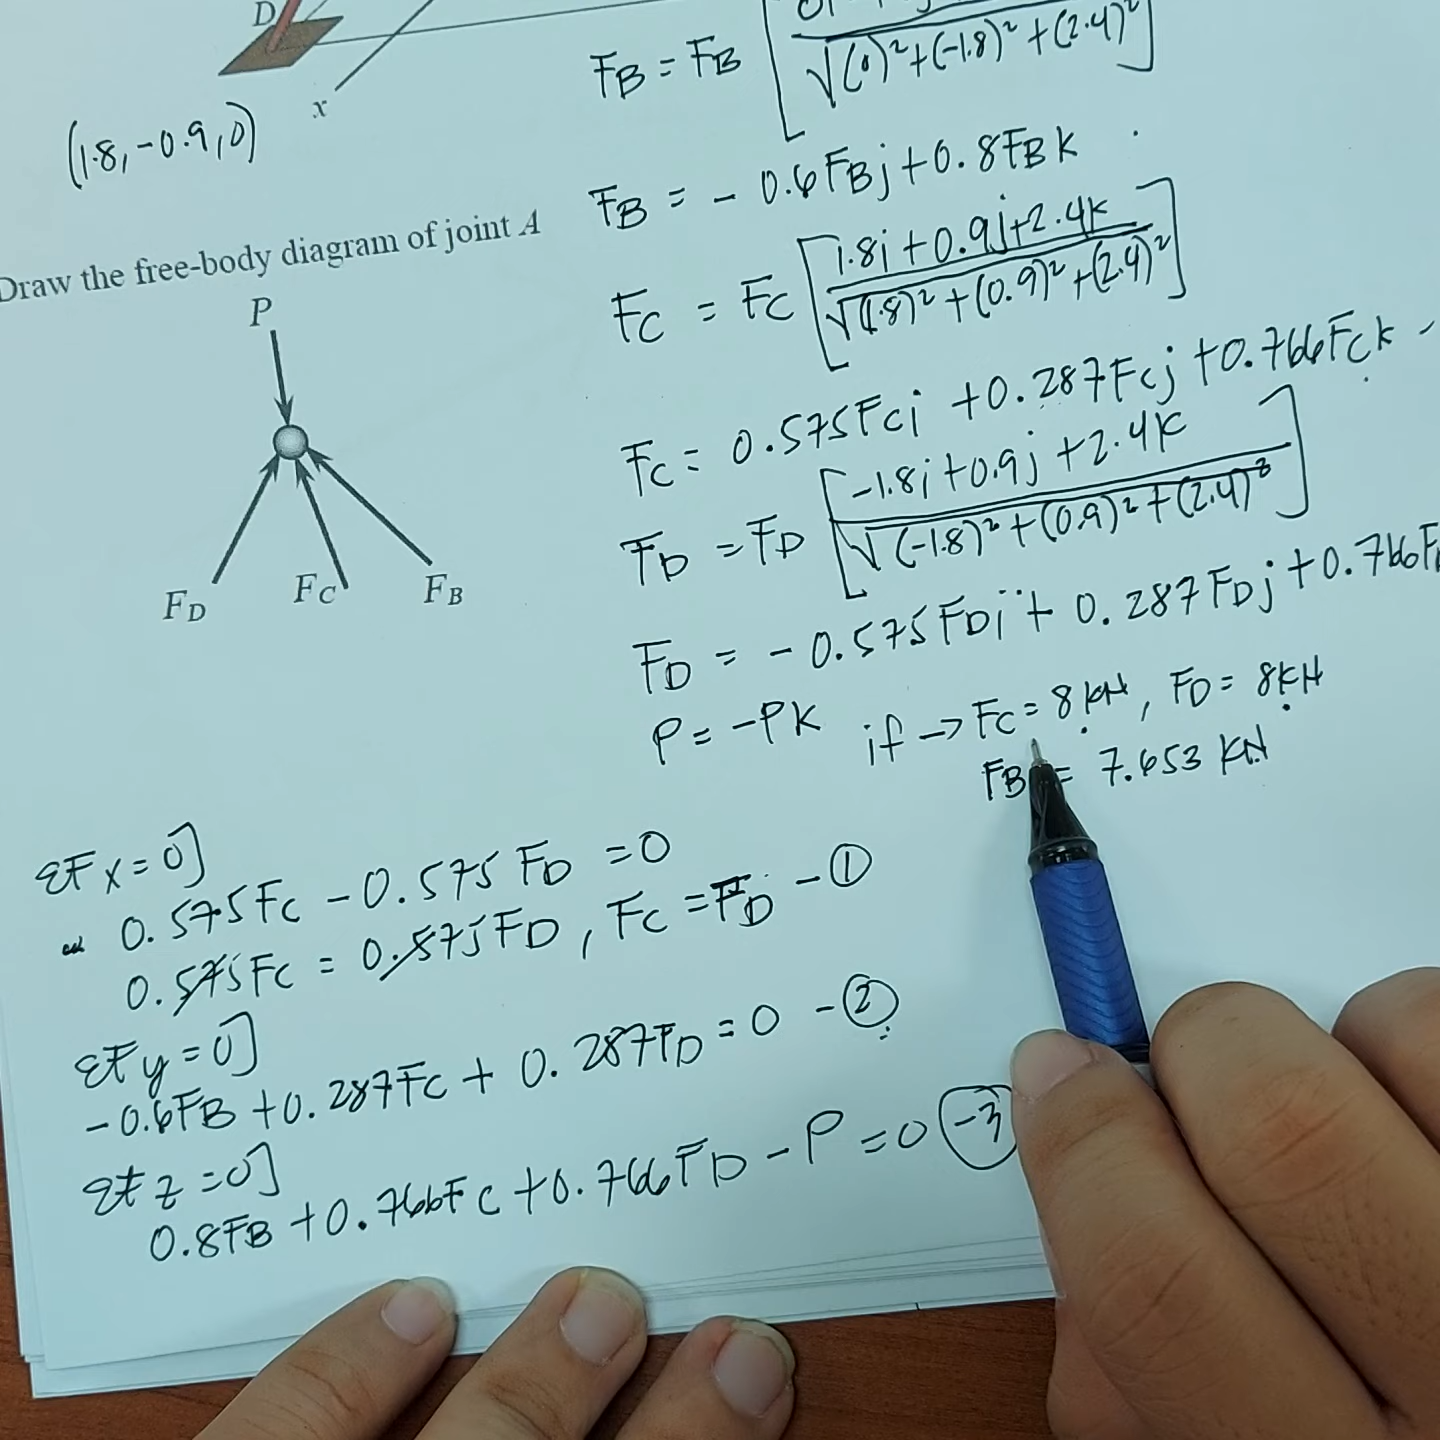 D
x
(1.8, -0.9, 0)
Draw the free-body diagram of joint A
P
FD
FC
FB
FB = FB [ √(0)² + (-1.8)² + (2.4)² ]
FB = - 0.6FBj + 0.8FBK
FC = FC [ 1.8i + 0.9j + 2.4k / √(1.8)² + (0.9)² + (2.4)² ]
FC = 0.575FCi + 0.287FCj + 0.766FCk
FD = FD [ -1.8i + 0.9j + 2.4k / √(-1.8)² + (0.9)² + (2.4)² ]
FD = - 0.575FDi + 0.287FDj + 0.766F
P = -PK
if → FC = 8 KN, FD = 8KN
FB = 7.653 KN
ΣFx = 0]
0.575FC - 0.575FD = 0
0.575FC = 0.575FD, FC = FD - ①
ΣFy = 0]
-0.6FB + 0.287FC + 0.287FD = 0 - ②
ΣFz = 0]
0.8FB + 0.766FC + 0.766FD - P = 0 -3